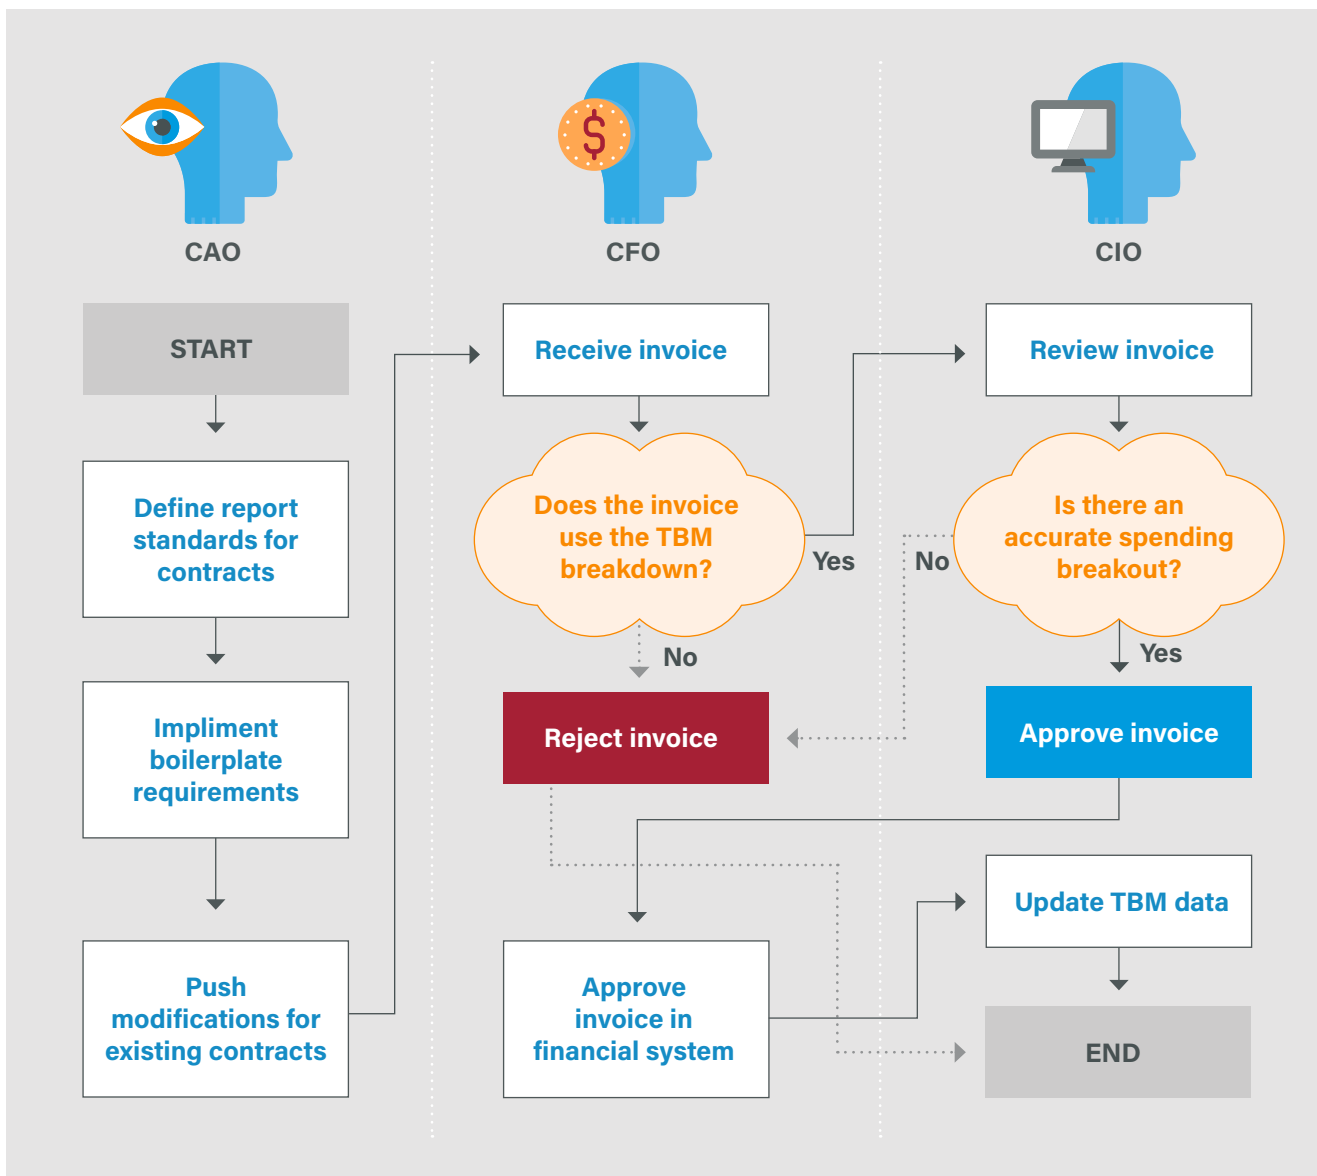 CAO
START
Define report
standards for
contracts
Impliment
boilerplate
requirements
Push
modifications for
existing contracts
CFO
$
Receive invoice
Does the invoice
use the TBM
breakdown?
Yes
No
Reject invoice
Approve
invoice in
financial system
CIO
Review invoice
Is there an
accurate spending
breakout?
No
Yes
Approve invoice
Update TBM data
END